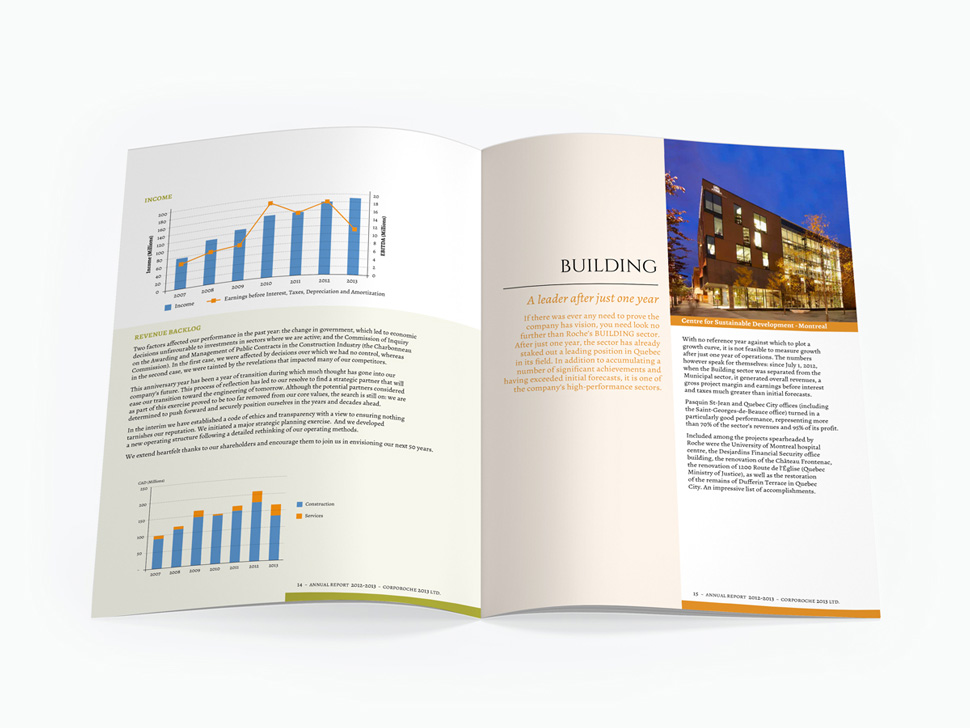 INCOME
Income (Millions)
200
180
160
140
120
100
80
60
40
20
0
20
18
16
14
12
10
8
6
4
2
0
EBITDA (Millions)
2007 2008 2009 2010 2011 2012 2013
Income
Earnings before Interest, Taxes, Depreciation and Amortization
REVENUE BACKLOG
Two factors affected our performance in the past year: the change in government, which led to economic
decisions unfavourable to investments in sectors where we are active; and the Commission of Inquiry
on the Awarding and Management of Public Contracts in the Construction Industry (the Charbonneau
Commission). In the first case, we were affected by decisions over which we had no control, whereas
in the second case, we were tainted by the revelations that impacted many of our competitors.
This anniversary year has been a year of transition during which much thought has gone into our
company's future. This process of reflection has led to our resolve to find a strategic partner that will
ease our transition toward the engineering of tomorrow. Although the potential partners considered
as part of this exercise proved to be too far removed from our core values, the search is still on: we are
determined to push forward and securely position ourselves in the years and decades ahead.
In the interim we have established a code of ethics and transparency with a view to ensuring nothing
tarnishes our reputation. We initiated a major strategic planning exercise. And we developed
a new operating structure following a detailed rethinking of our operating methods.
We extend heartfelt thanks to our shareholders and encourage them to join us in envisioning our next 50 years.
CAD (Millions)
250
200
150
100
50
-
2007 2008 2009 2010 2011 2012 2013
Construction
Services
14 - ANNUAL REPORT 2012-2013 - CORPOROCHE 2013 LTD.
BUILDING
A leader after just one year
If there was ever any need to prove the
company has vision, you need look no
further than Roche's BUILDING sector.
After just one year, the sector has already
staked out a leading position in Quebec
in its field. In addition to accumulating a
number of significant achievements and
having exceeded initial forecasts, it is one of
the company's high-performance sectors.
Centre for Sustainable Development - Montreal
With no reference year against which to plot a
growth curve, it is not feasible to measure growth
after just one year of operations. The numbers
however speak for themselves: since July 1, 2012,
when the Building sector was separated from the
Municipal sector, it generated overall revenues, a
gross project margin and earnings before interest
and taxes much greater than initial forecasts.
Pasquin St-Jean and Quebec City offices (including
the Saint-Georges-de-Beauce office) turned in a
particularly good performance, representing more
than 70% of the sector's revenues and 95% of its profit.
Included among the projects spearheaded by
Roche were the University of Montreal hospital
centre, the Desjardins Financial Security office
building, the renovation of the Château Frontenac,
the renovation of 1200 Route de l'Église (Quebec
Ministry of Justice), as well as the restoration
of the remains of Dufferin Terrace in Quebec
City. An impressive list of accomplishments.
15 - ANNUAL REPORT 2012-2013 - CORPOROCHE 2013 LTD.